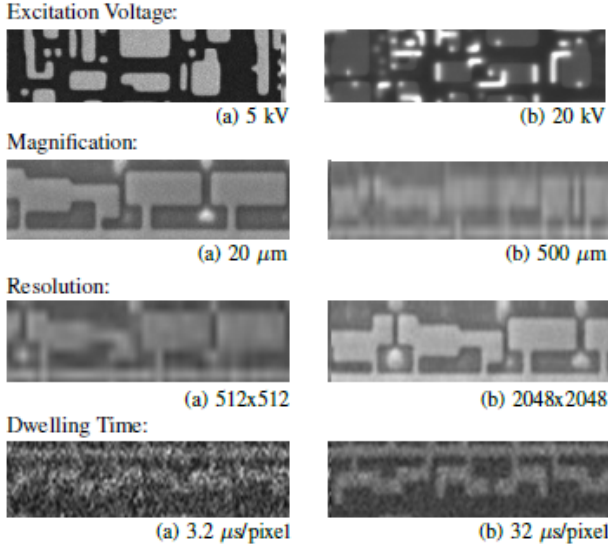 Excitation Voltage:
(a) 5 kV
(b) 20 kV
Magnification:
(a) 20 μm
(b) 500 μm
Resolution:
(a) 512x512
(b) 2048x2048
Dwelling Time:
(a) 3.2 μs/pixel
(b) 32 μs/pixel